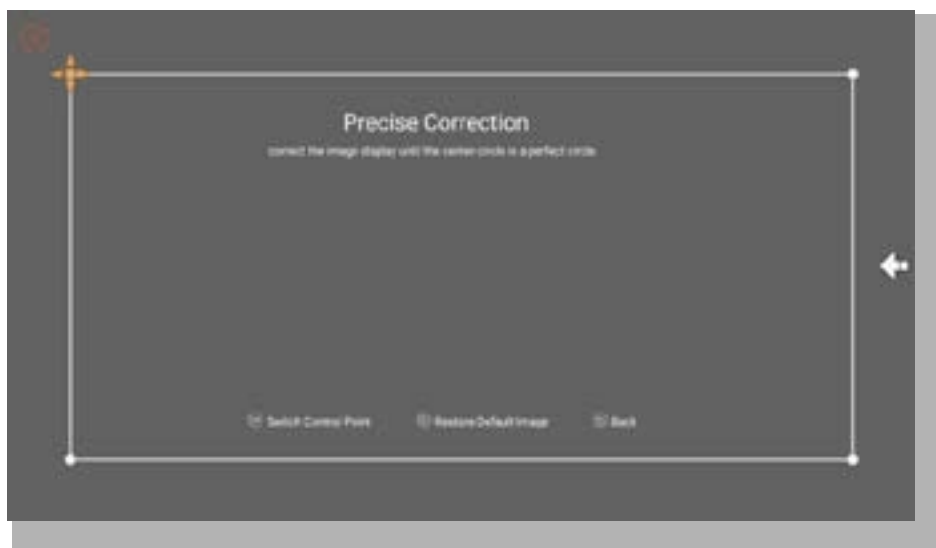 Precise Correction
correct the image display until the center circle is a perfect circle
Switch Control Point
Restore Default Image
Back